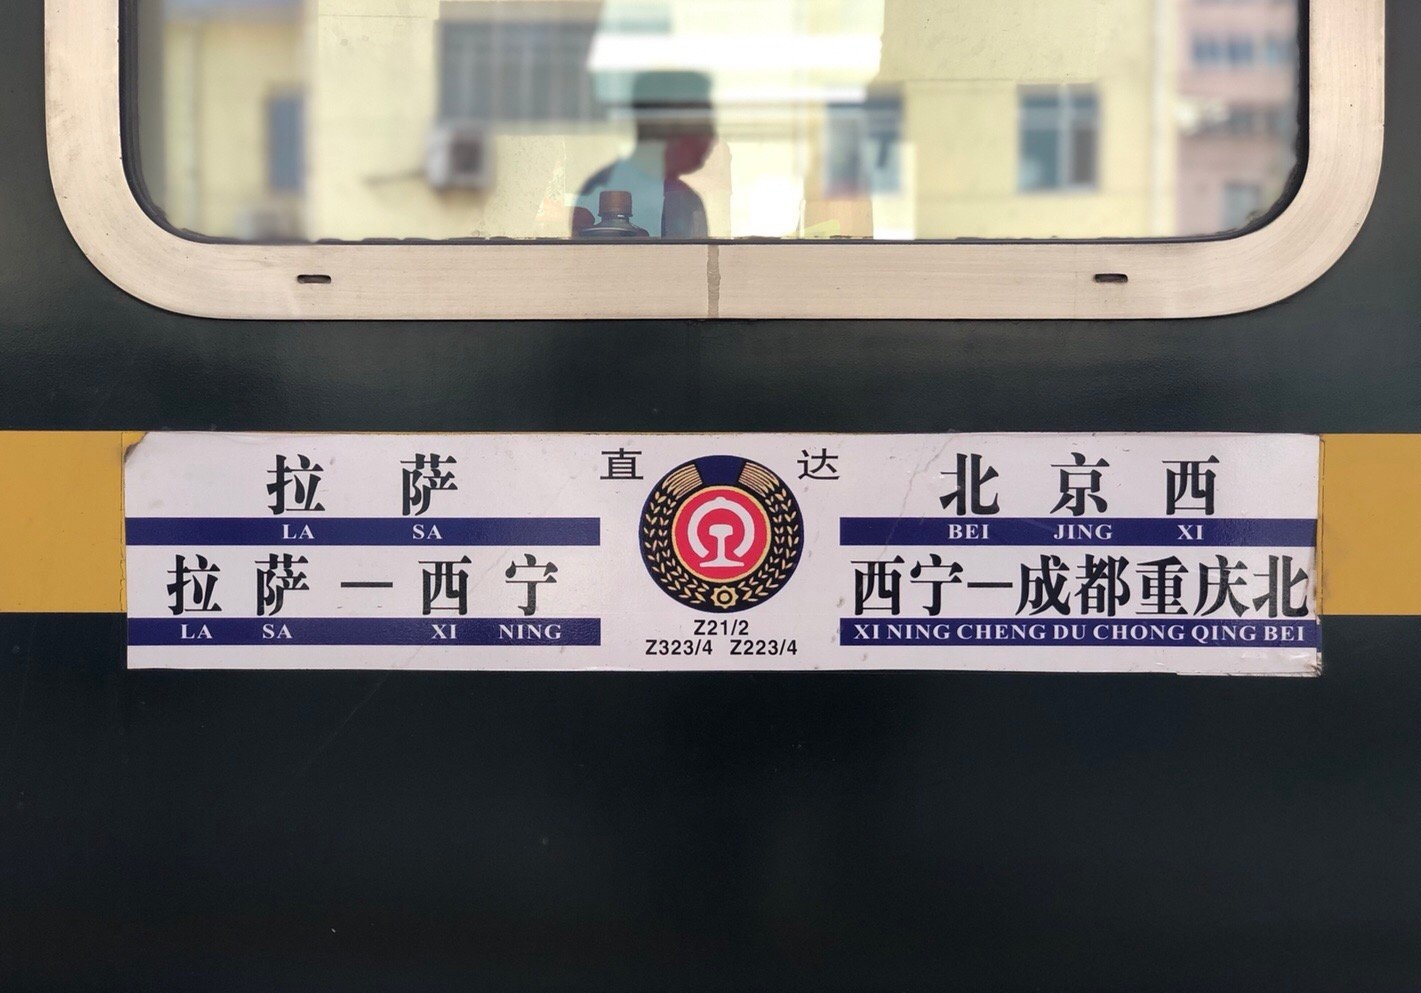 拉萨 直达 北京西
LA SA BEI JING XI
拉萨－西宁 西宁－成都重庆北
LA SA XI NING XI NING CHENG DU CHONG QING BEI
Z21/2
Z323/4 Z223/4